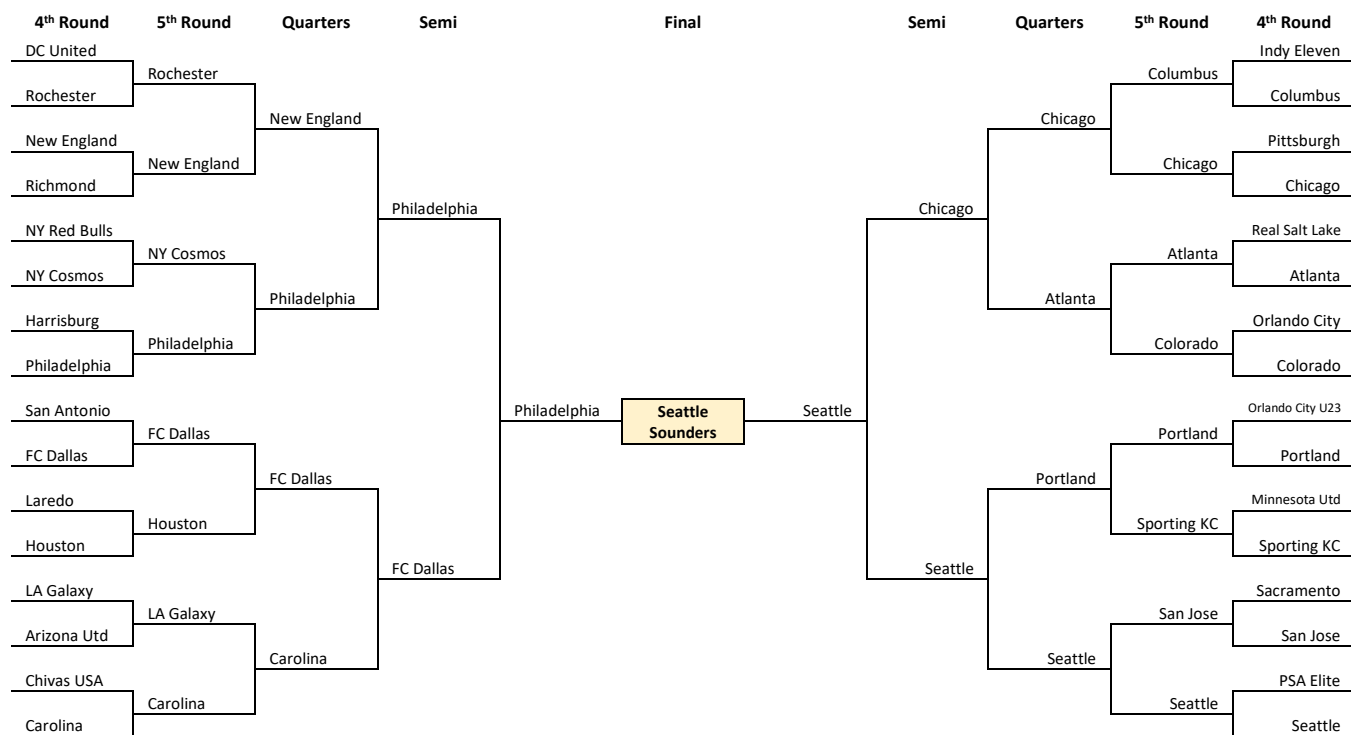 4th Round 5th Round Quarters Semi Final Semi Quarters 5th Round 4th Round
DC United Indy Eleven
Rochester Columbus
Rochester Columbus
New England Chicago
New England Pittsburgh
New England Chicago
Richmond Chicago
Philadelphia Chicago
NY Red Bulls Real Salt Lake
NY Cosmos Atlanta
NY Cosmos Atlanta
Philadelphia Atlanta
Harrisburg Orlando City
Philadelphia Colorado
Philadelphia Colorado
San Antonio Orlando City U23
Philadelphia Seattle Seattle
Sounders
FC Dallas Portland
FC Dallas Portland
FC Dallas Portland
Laredo Minnesota Utd
Houston Sporting KC
Houston Sporting KC
FC Dallas Seattle
LA Galaxy Sacramento
LA Galaxy San Jose
Arizona Utd San Jose
Carolina Seattle
Chivas USA PSA Elite
Carolina Seattle
Carolina Seattle